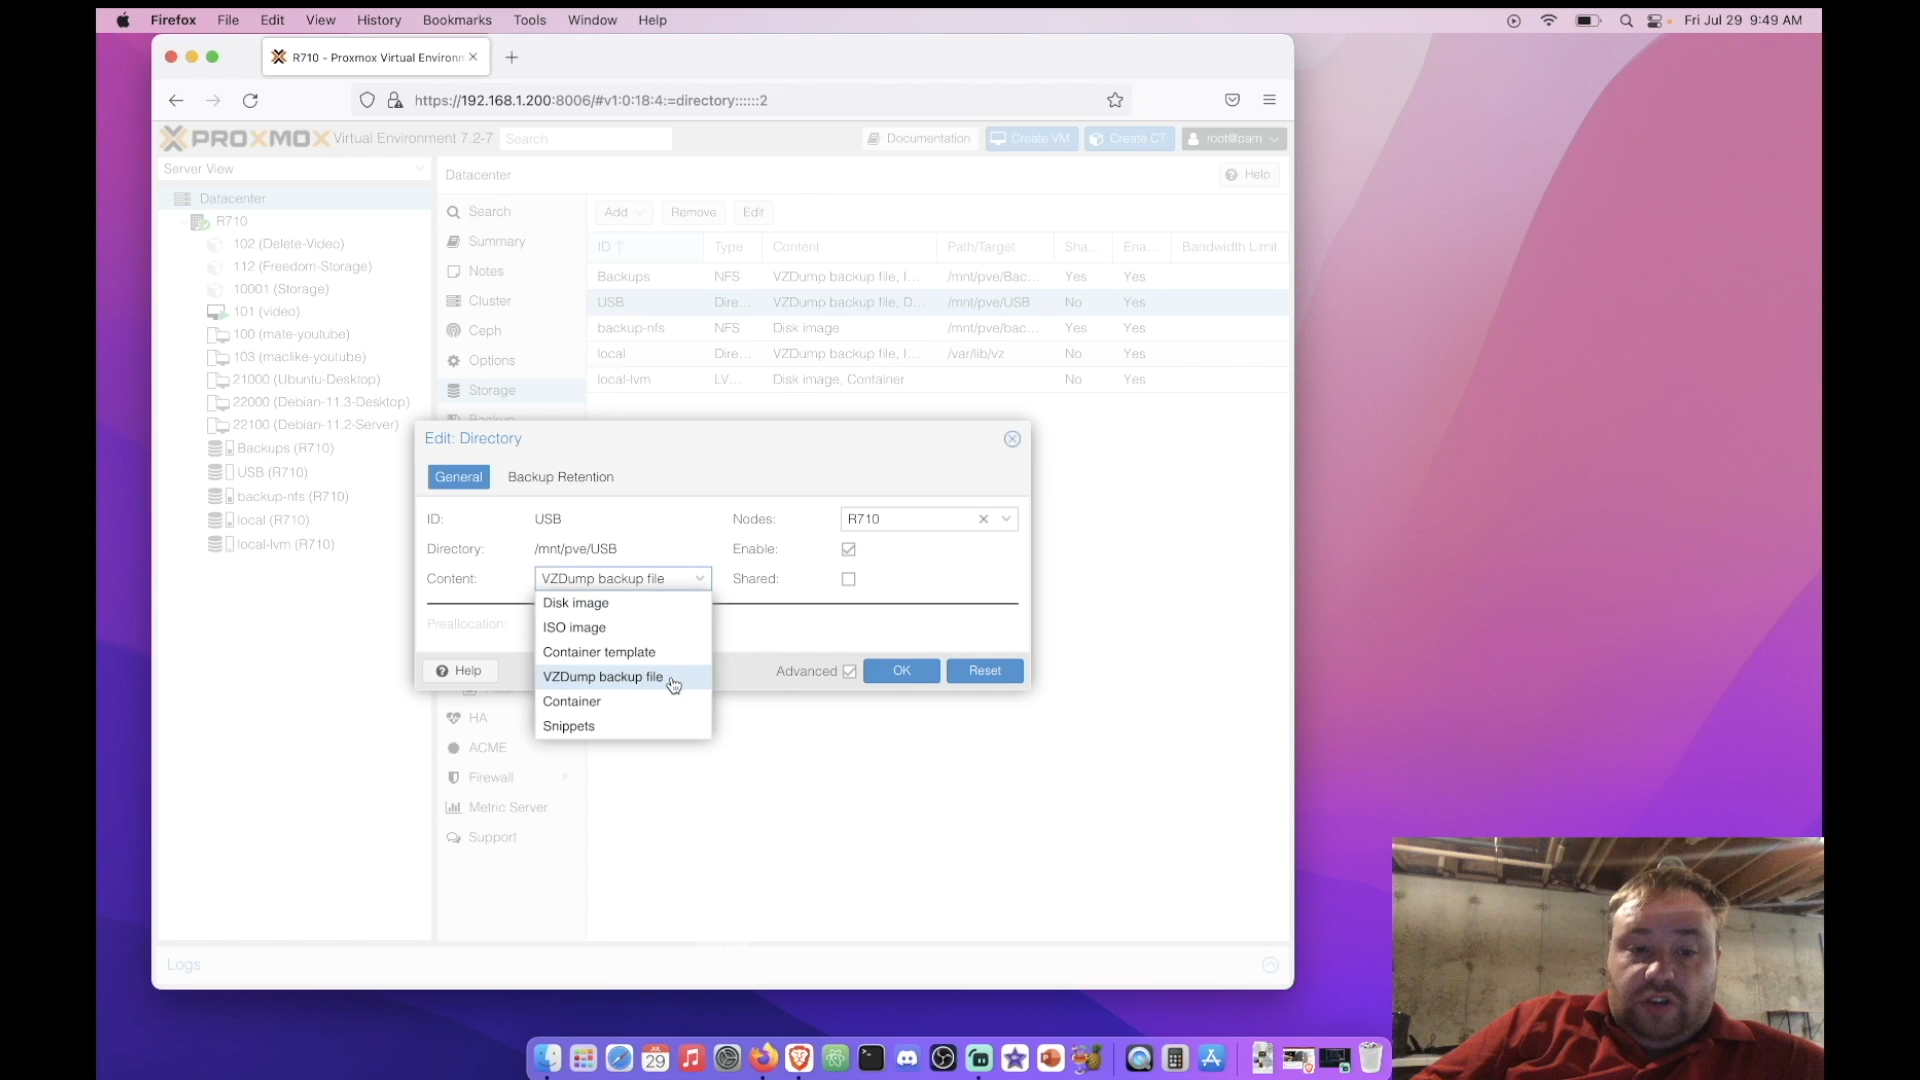 Firefox File Edit View History Bookmarks Tools Window Help Fri Jul 29 9:49 AM
R710 - Proxmox Virtual Environm
https://192.168.1.200:8006/#v1:0:18:4:=directory::::::2
PROXMOX Virtual Environment 7.2-7 Search Documentation Create VM Create CT root@pam
Server View
Datacenter
R710
102 (Delete-Video)
112 (Freedom-Storage)
10001 (Storage)
101 (video)
100 (mate-youtube)
103 (maclike-youtube)
21000 (Ubuntu-Desktop)
22000 (Debian-11.3-Desktop)
22100 (Debian-11.2-Server)
Backups (R710)
USB (R710)
backup-nfs (R710)
local (R710)
local-lvm (R710)
Datacenter Help
Search
Summary
Notes
Cluster
Ceph
Options
Storage
Backup
HA
ACME
Firewall
Metric Server
Support
Add Remove Edit
ID Type Content Path/Target Sha... Ena... Bandwidth Limit
Backups NFS VZDump backup file, I... /mnt/pve/Bac... Yes Yes
USB Dire... VZDump backup file, D... /mnt/pve/USB No Yes
backup-nfs NFS Disk image /mnt/pve/bac... Yes Yes
local Dire... VZDump backup file, I... /var/lib/vz No Yes
local-lvm LV... Disk image, Container No Yes
Edit: Directory
General Backup Retention
ID: USB Nodes: R710
Directory: /mnt/pve/USB Enable:
Content: VZDump backup file Shared:
Disk image
ISO image
Container template
VZDump backup file
Container
Snippets
Preallocation:
Help Advanced OK Reset
Logs
JUL
29